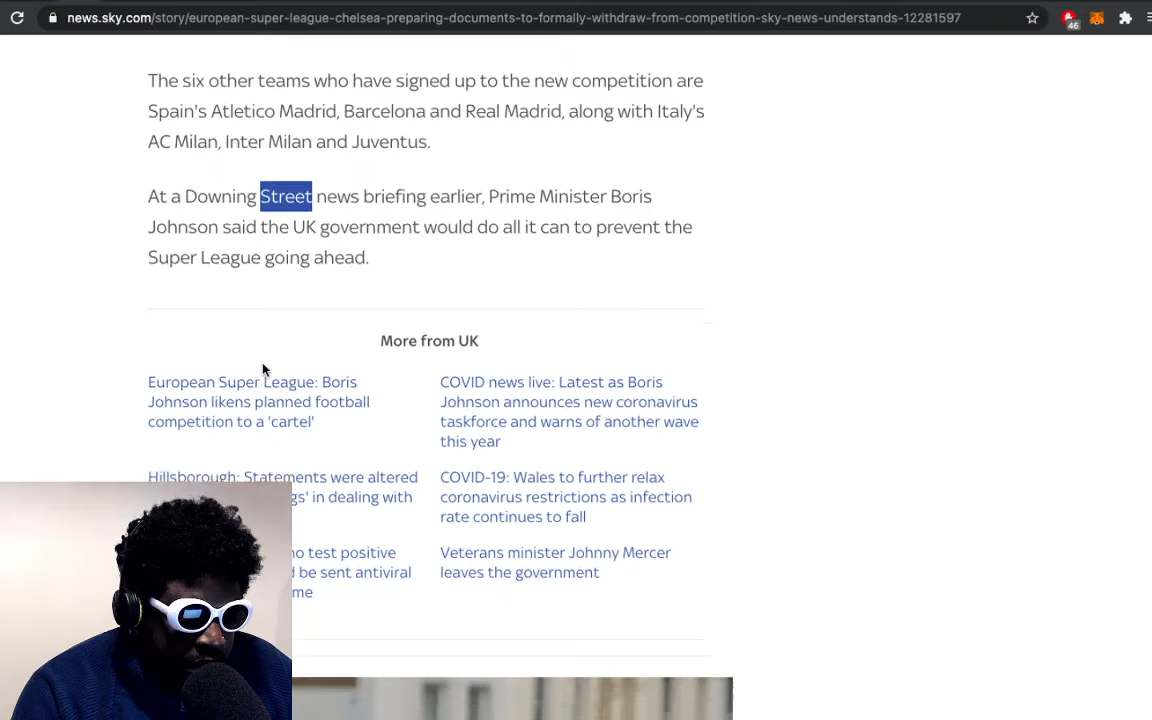 news.sky.com/story/european-super-league-chelsea-preparing-documents-to-formally-withdraw-from-competition-sky-news-understands-12281597
46
The six other teams who have signed up to the new competition are
Spain's Atletico Madrid, Barcelona and Real Madrid, along with Italy's
AC Milan, Inter Milan and Juventus.
At a Downing Street news briefing earlier, Prime Minister Boris
Johnson said the UK government would do all it can to prevent the
Super League going ahead.
More from UK
European Super League: Boris
Johnson likens planned football
competition to a 'cartel'
COVID news live: Latest as Boris
Johnson announces new coronavirus
taskforce and warns of another wave
this year
Hillsborough: Statements were altered
gs' in dealing with
COVID-19: Wales to further relax
coronavirus restrictions as infection
rate continues to fall
no test positive
d be sent antiviral
me
Veterans minister Johnny Mercer
leaves the government